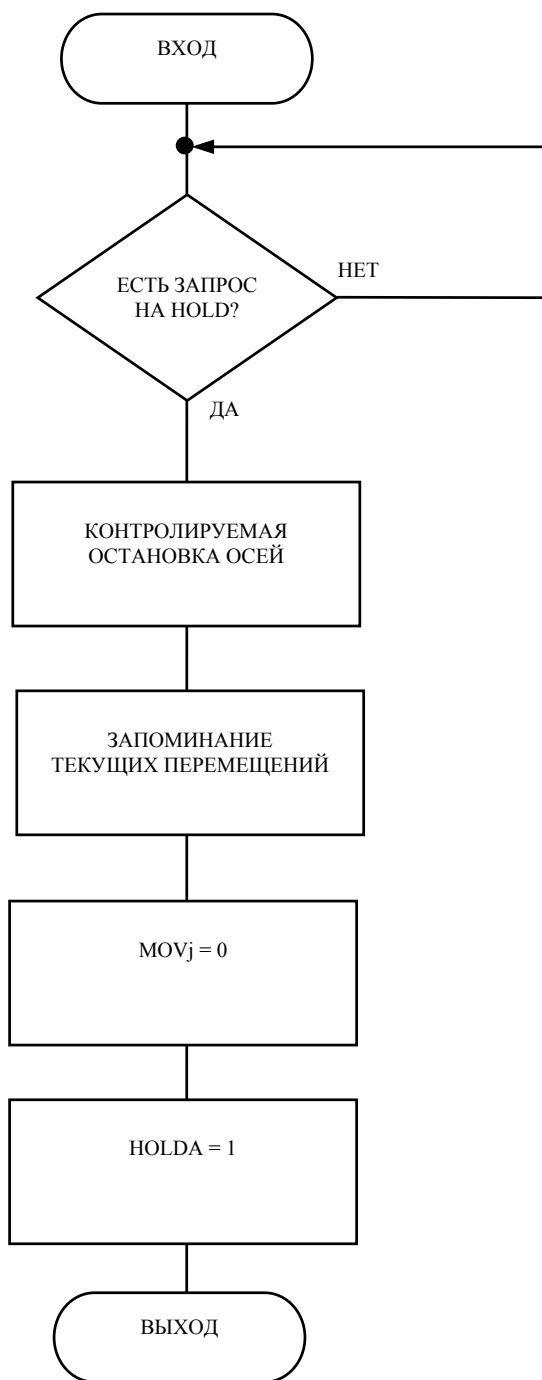 ВХОД
ЕСТЬ ЗАПРОС
НА HOLD?
НЕТ
ДА
КОНТРОЛИРУЕМАЯ
ОСТАНОВКА ОСЕЙ
ЗАПОМИНАНИЕ
ТЕКУЩИХ ПЕРЕМЕЩЕНИЙ
MOVj = 0
HOLDA = 1
ВЫХОД